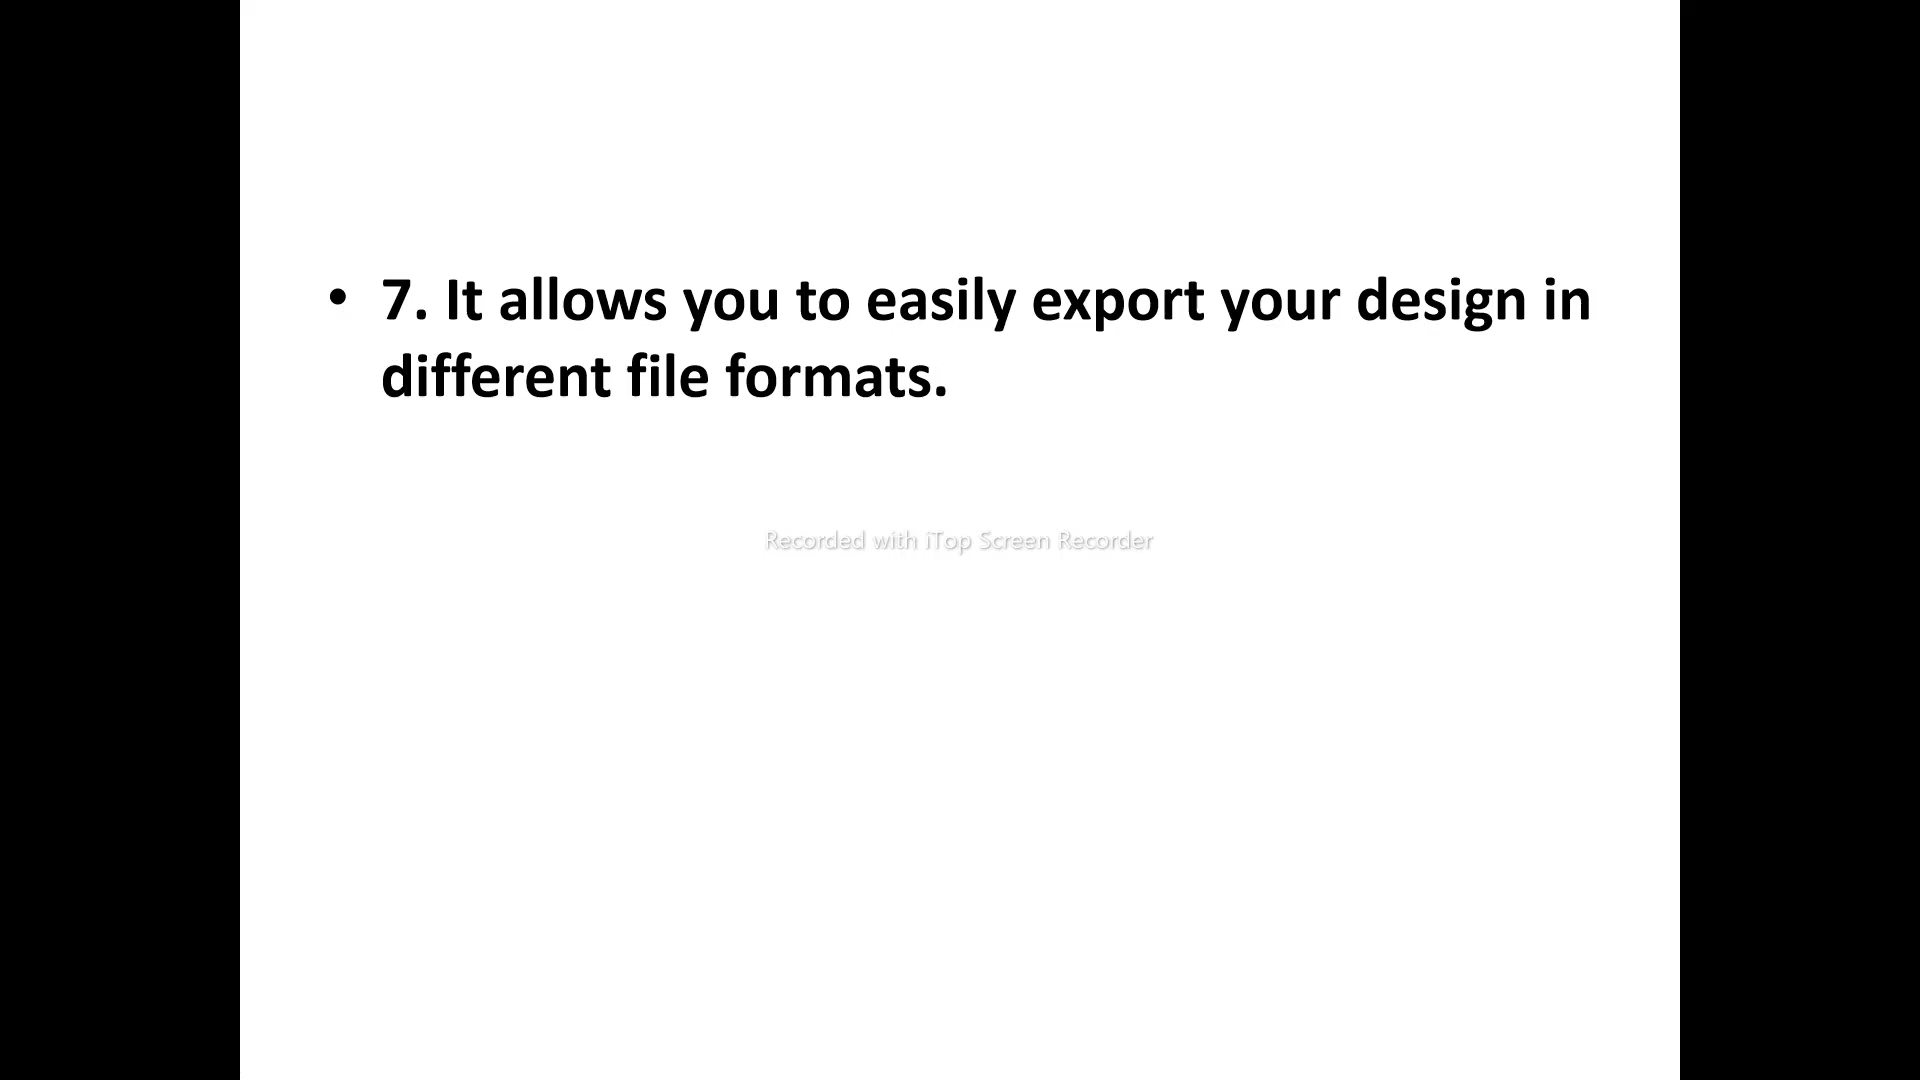 • 7. It allows you to easily export your design in
different file formats.
Recorded with iTop Screen Recorder